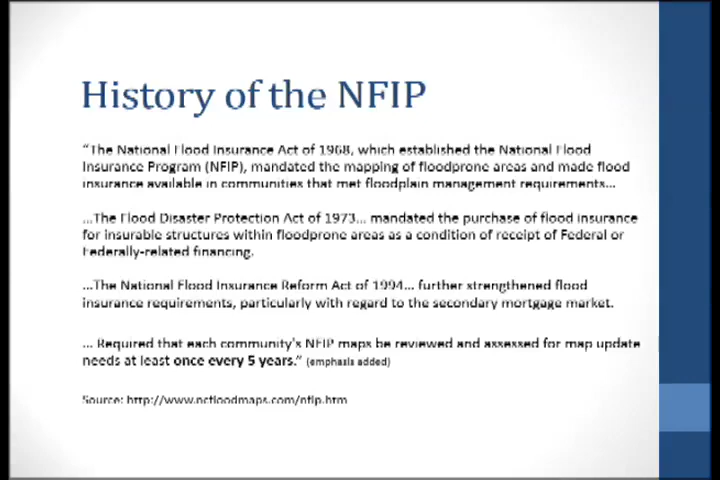 History of the NFIP
“The National Flood Insurance Act of 1968, which established the National Flood
Insurance Program (NFIP), mandated the mapping of floodprone areas and made flood
insurance available in communities that met floodplain management requirements...
...The Flood Disaster Protection Act of 1973... mandated the purchase of flood insurance
for insurable structures within floodprone areas as a condition of receipt of Federal or
Federally-related financing.
...The National Flood Insurance Reform Act of 1994... further strengthened flood
insurance requirements, particularly with regard to the secondary mortgage market.
... Required that each community's NFIP maps be reviewed and assessed for map update
needs at least once every 5 years.” (emphasis added)
Source: http://www.ncfloodmaps.com/nfip.htm